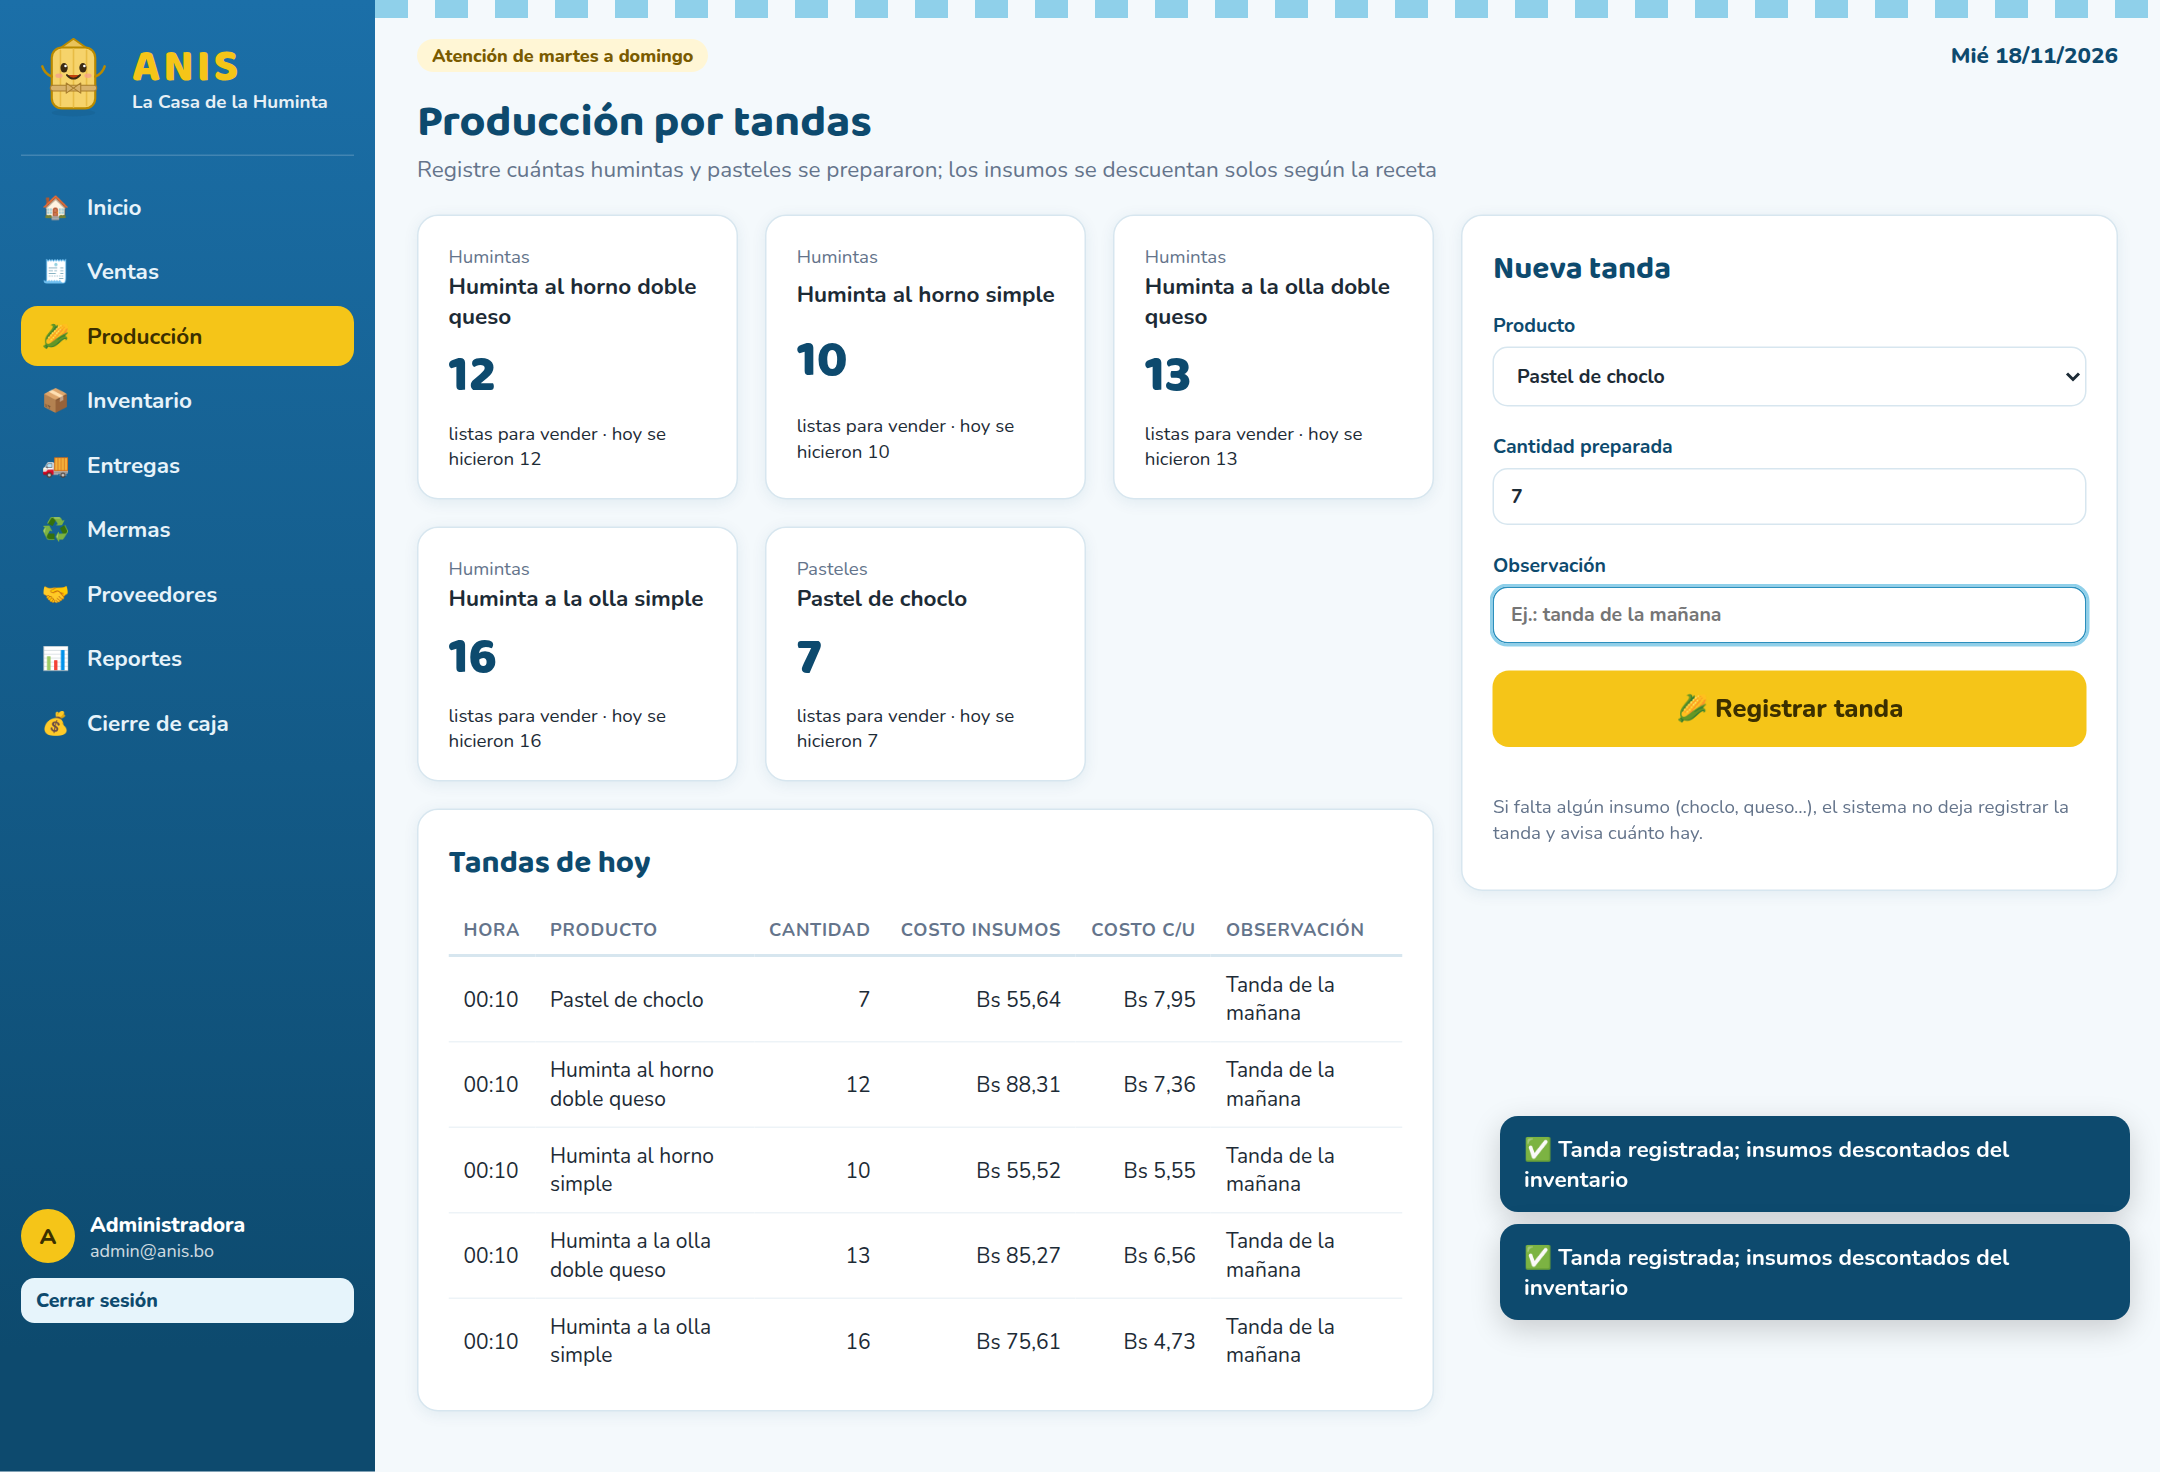 ANIS
La Casa de la Huminta
Inicio
Ventas
Producción
Inventario
Entregas
Mermas
Proveedores
Reportes
Cierre de caja
A
Administradora
admin@anis.bo
Cerrar sesión
Atención de martes a domingo
Mié 18/11/2026
Producción por tandas
Registre cuántas humintas y pasteles se prepararon; los insumos se descuentan solos según la receta
Humintas
Huminta al horno doble
queso
12
listas para vender · hoy se
hicieron 12
Humintas
Huminta al horno simple
10
listas para vender · hoy se
hicieron 10
Humintas
Huminta a la olla doble
queso
13
listas para vender · hoy se
hicieron 13
Humintas
Huminta a la olla simple
16
listas para vender · hoy se
hicieron 16
Pasteles
Pastel de choclo
7
listas para vender · hoy se
hicieron 7
Tandas de hoy
HORA PRODUCTO CANTIDAD COSTO INSUMOS COSTO C/U OBSERVACIÓN
00:10 Pastel de choclo 7 Bs 55,64 Bs 7,95 Tanda de la
mañana
00:10 Huminta al horno
doble queso 12 Bs 88,31 Bs 7,36 Tanda de la
mañana
00:10 Huminta al horno
simple 10 Bs 55,52 Bs 5,55 Tanda de la
mañana
00:10 Huminta a la olla
doble queso 13 Bs 85,27 Bs 6,56 Tanda de la
mañana
00:10 Huminta a la olla
simple 16 Bs 75,61 Bs 4,73 Tanda de la
mañana
Nueva tanda
Producto
Pastel de choclo
Cantidad preparada
7
Observación
Ej.: tanda de la mañana
Registrar tanda
Si falta algún insumo (choclo, queso...), el sistema no deja registrar la
tanda y avisa cuánto hay.
✅ Tanda registrada; insumos descontados del
inventario
✅ Tanda registrada; insumos descontados del
inventario